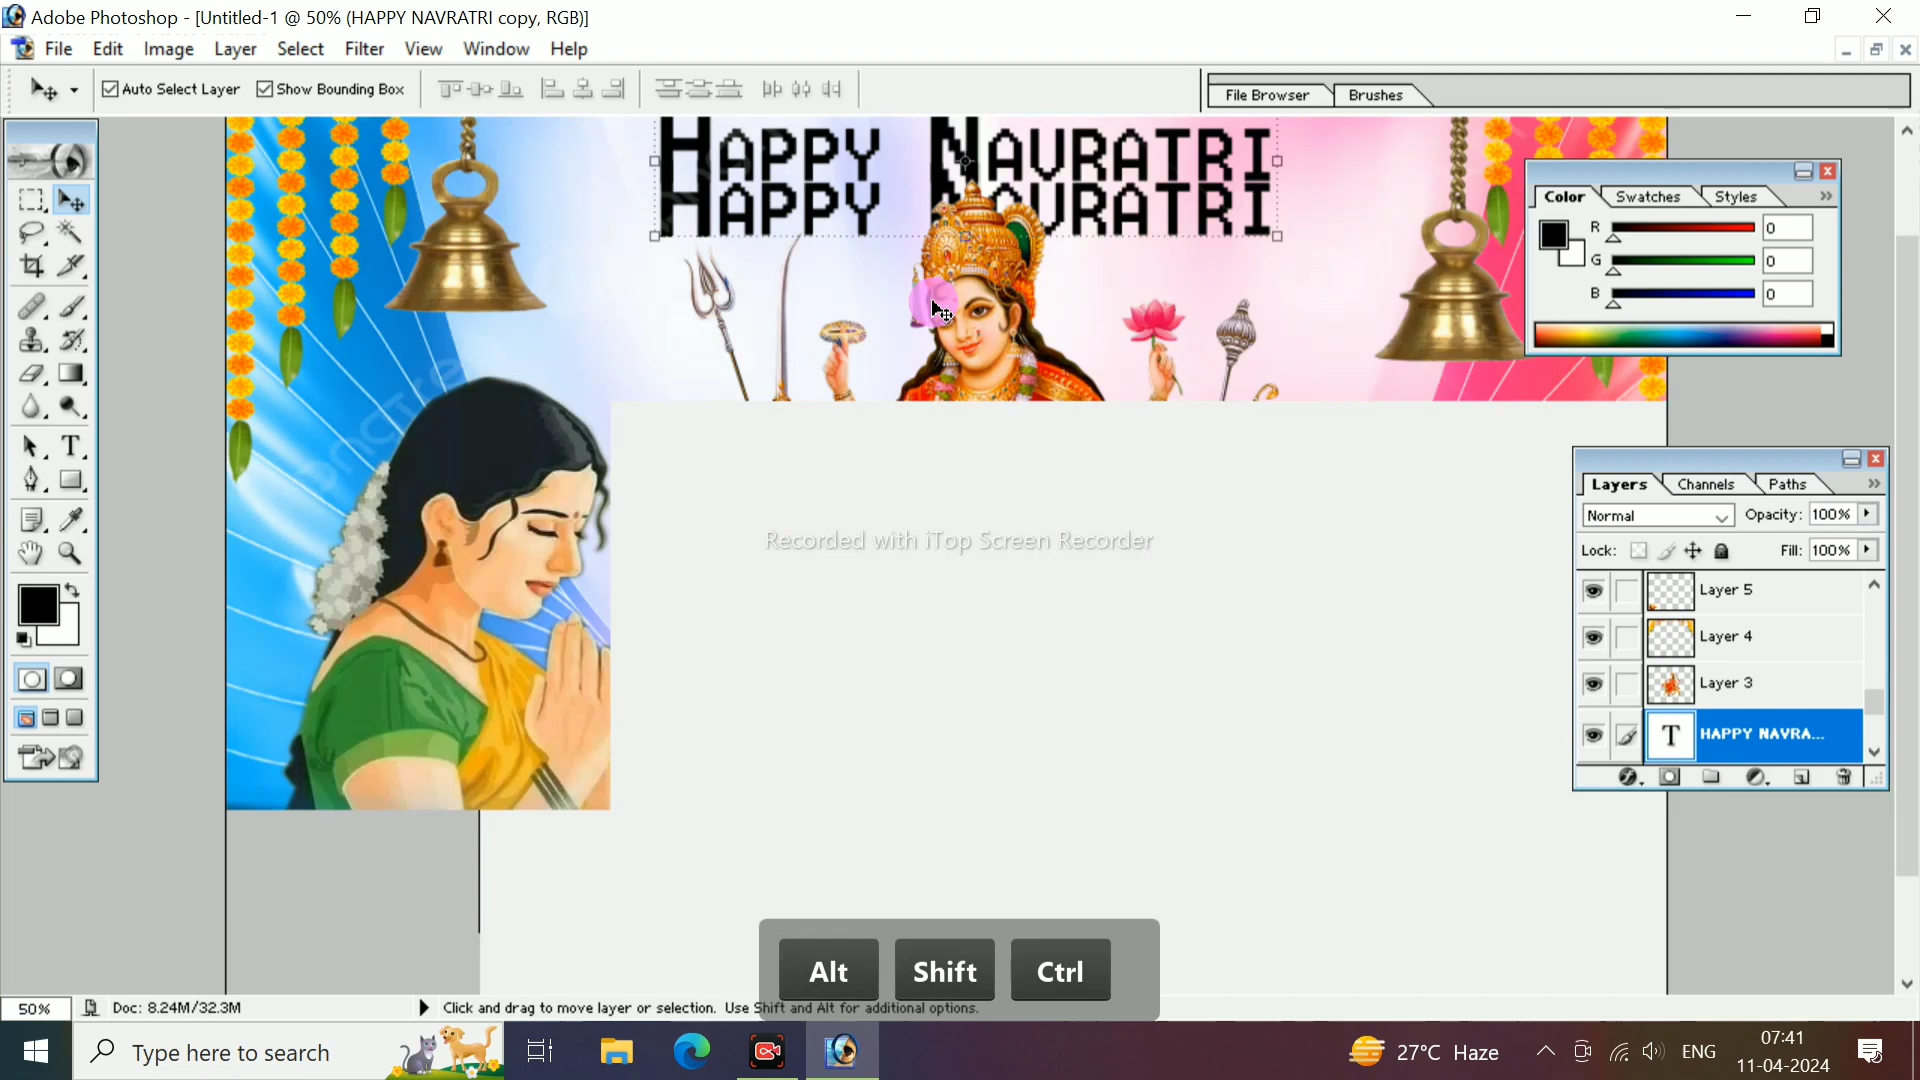 Adobe Photoshop - [Untitled-1 @ 50% (HAPPY NAVRATRI copy, RGB)]
File Edit Image Layer Select Filter View Window Help
Auto Select Layer Show Bounding Box
File Browser Brushes
HAPPY NAVRATRI
HAPPY NAVRATRI
Color Swatches Styles
R 0
G 0
B 0
Layers Channels Paths
Normal Opacity: 100%
Lock: Fill: 100%
Layer 5
Layer 4
Layer 3
T HAPPY NAVRA...
Recorded with iTop Screen Recorder
Alt Shift Ctrl
50% Doc: 8.24M/32.3M Click and drag to move layer or selection. Use Shift and Alt for additional options.
Type here to search
27°C Haze
ENG
07:41
11-04-2024